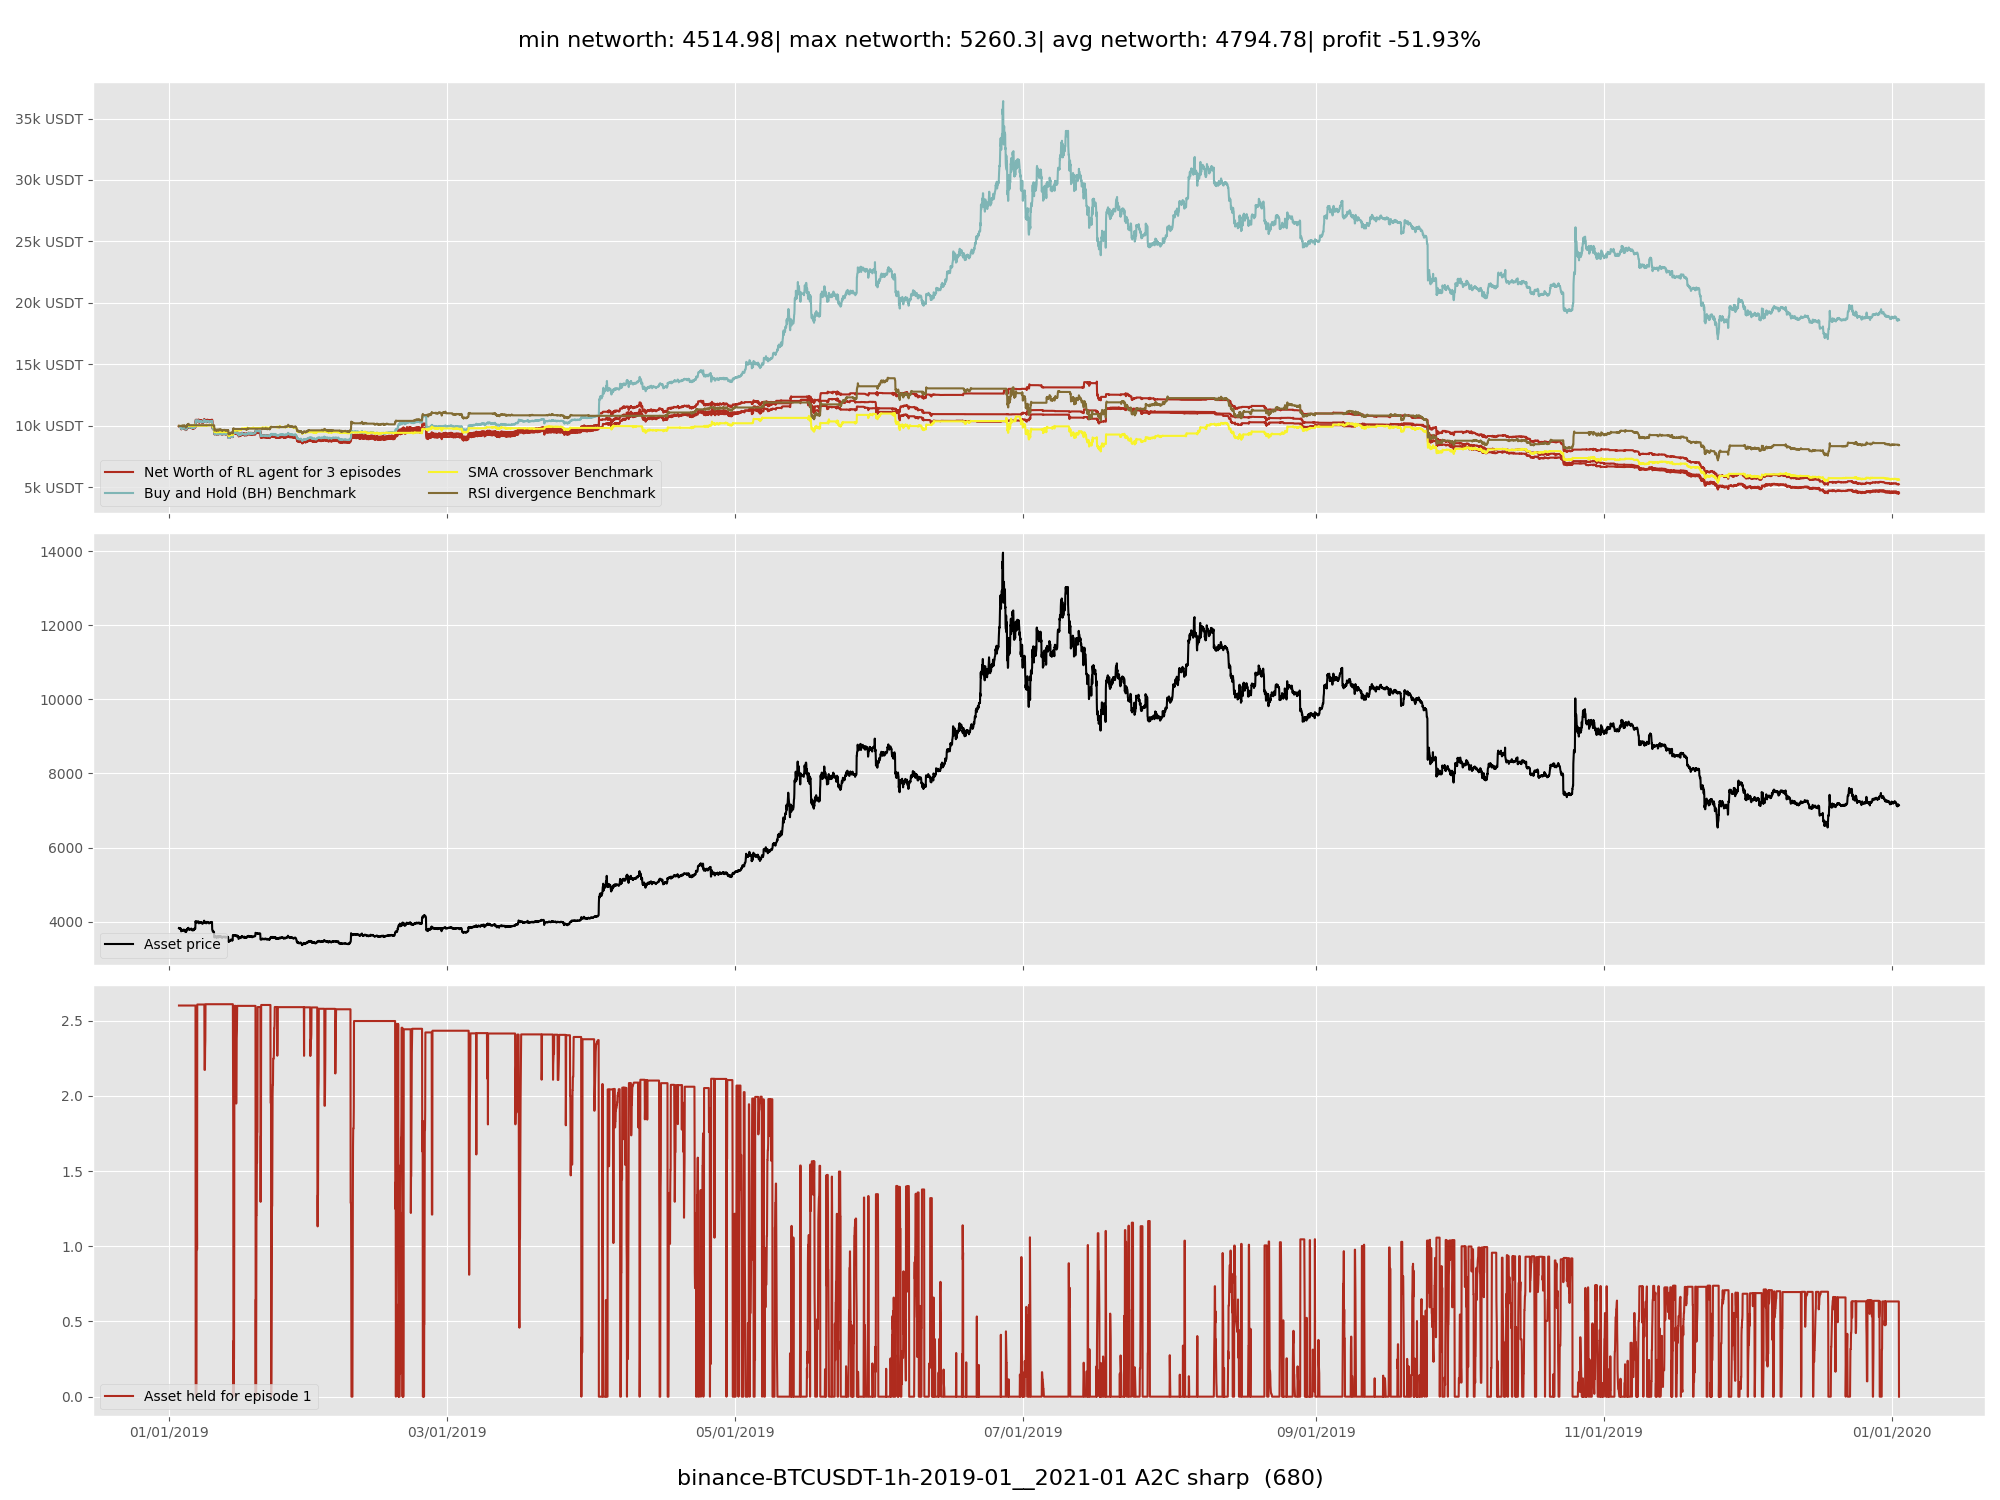 min networth: 4514.98| max networth: 5260.3| avg networth: 4794.78| profit -51.93%
35k USDT
30k USDT
25k USDT
20k USDT
15k USDT
10k USDT
5k USDT
Net Worth of RL agent for 3 episodes
Buy and Hold (BH) Benchmark
SMA crossover Benchmark
RSI divergence Benchmark
14000
12000
10000
8000
6000
4000
Asset price
2.5
2.0
1.5
1.0
0.5
0.0
Asset held for episode 1
01/01/2019 03/01/2019 05/01/2019 07/01/2019 09/01/2019 11/01/2019 01/01/2020
binance-BTCUSDT-1h-2019-01__2021-01 A2C sharp  (680)